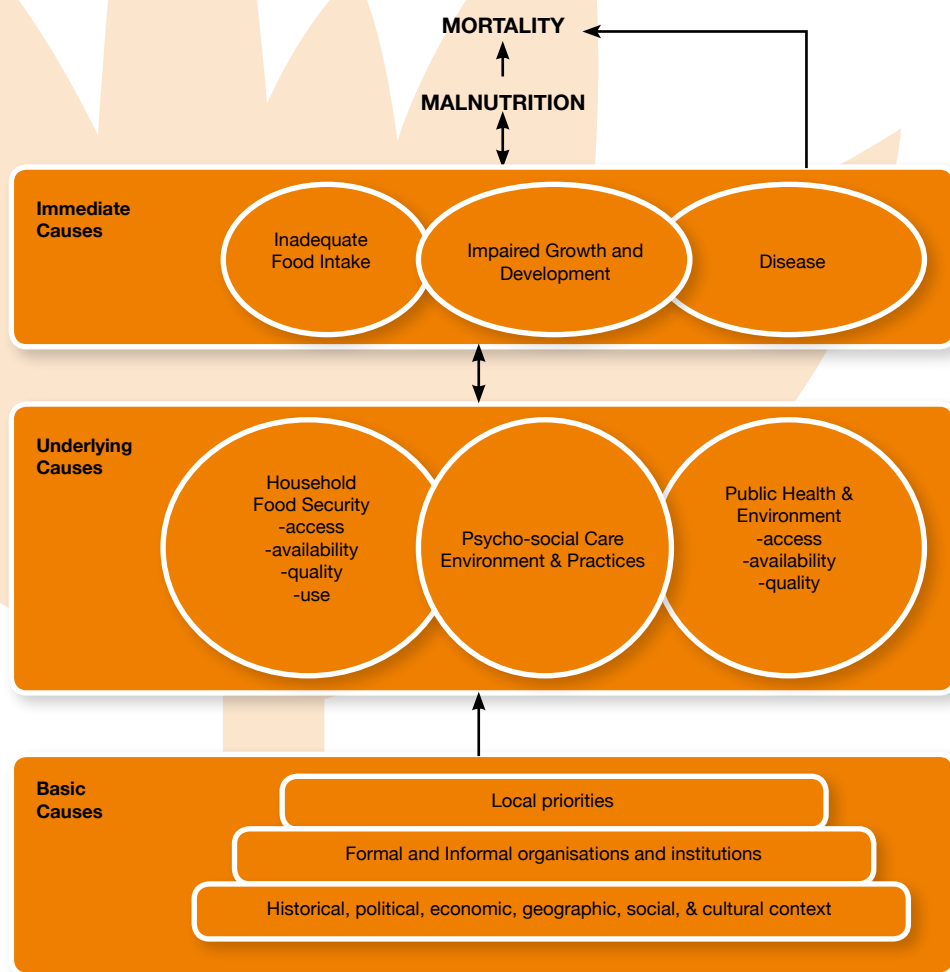 MORTALITY
MALNUTRITION
Immediate
Causes
Inadequate
Food Intake
Impaired Growth and
Development
Disease
Underlying
Causes
Household
Food Security
-access
-availability
-quality
-use
Psycho-social Care
Environment & Practices
Public Health &
Environment
-access
-availability
-quality
Basic
Causes
Local priorities
Formal and Informal organisations and institutions
Historical, political, economic, geographic, social, & cultural context